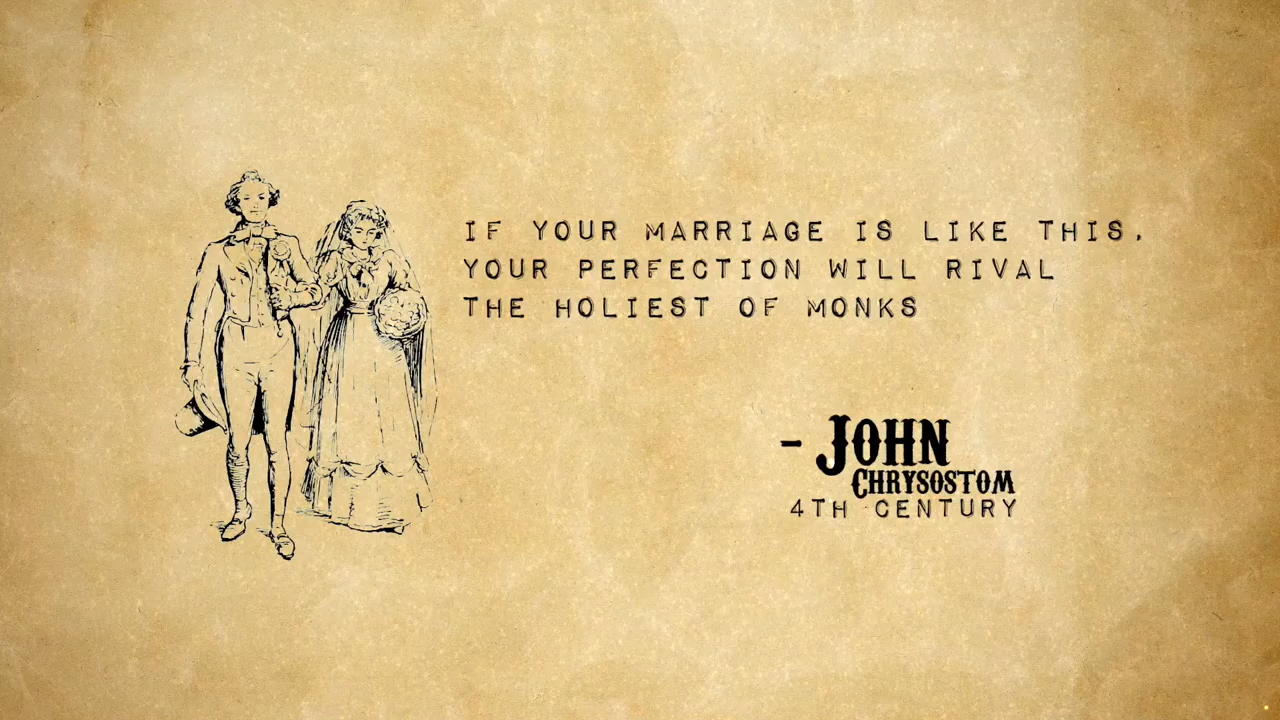 IF YOUR MARRIAGE IS LIKE THIS,
YOUR PERFECTION WILL RIVAL
THE HOLIEST OF MONKS
- JOHN
CHRYSOSTOM
4TH CENTURY